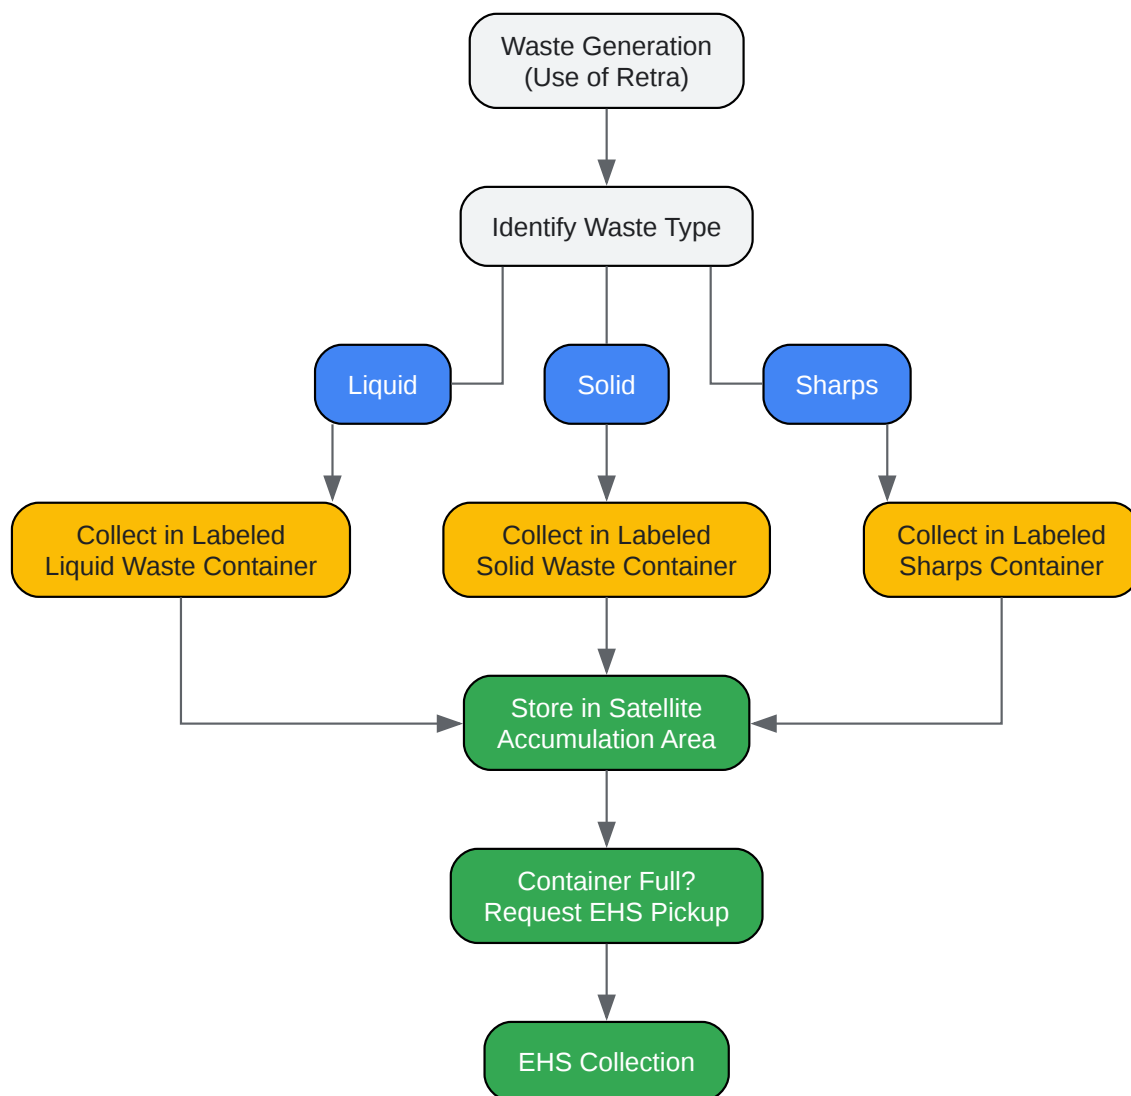 Waste Generation
(Use of Retra)
Identify Waste Type
Liquid
Solid
Sharps
Collect in Labeled
Liquid Waste Container
Collect in Labeled
Solid Waste Container
Collect in Labeled
Sharps Container
Store in Satellite
Accumulation Area
Container Full?
Request EHS Pickup
EHS Collection